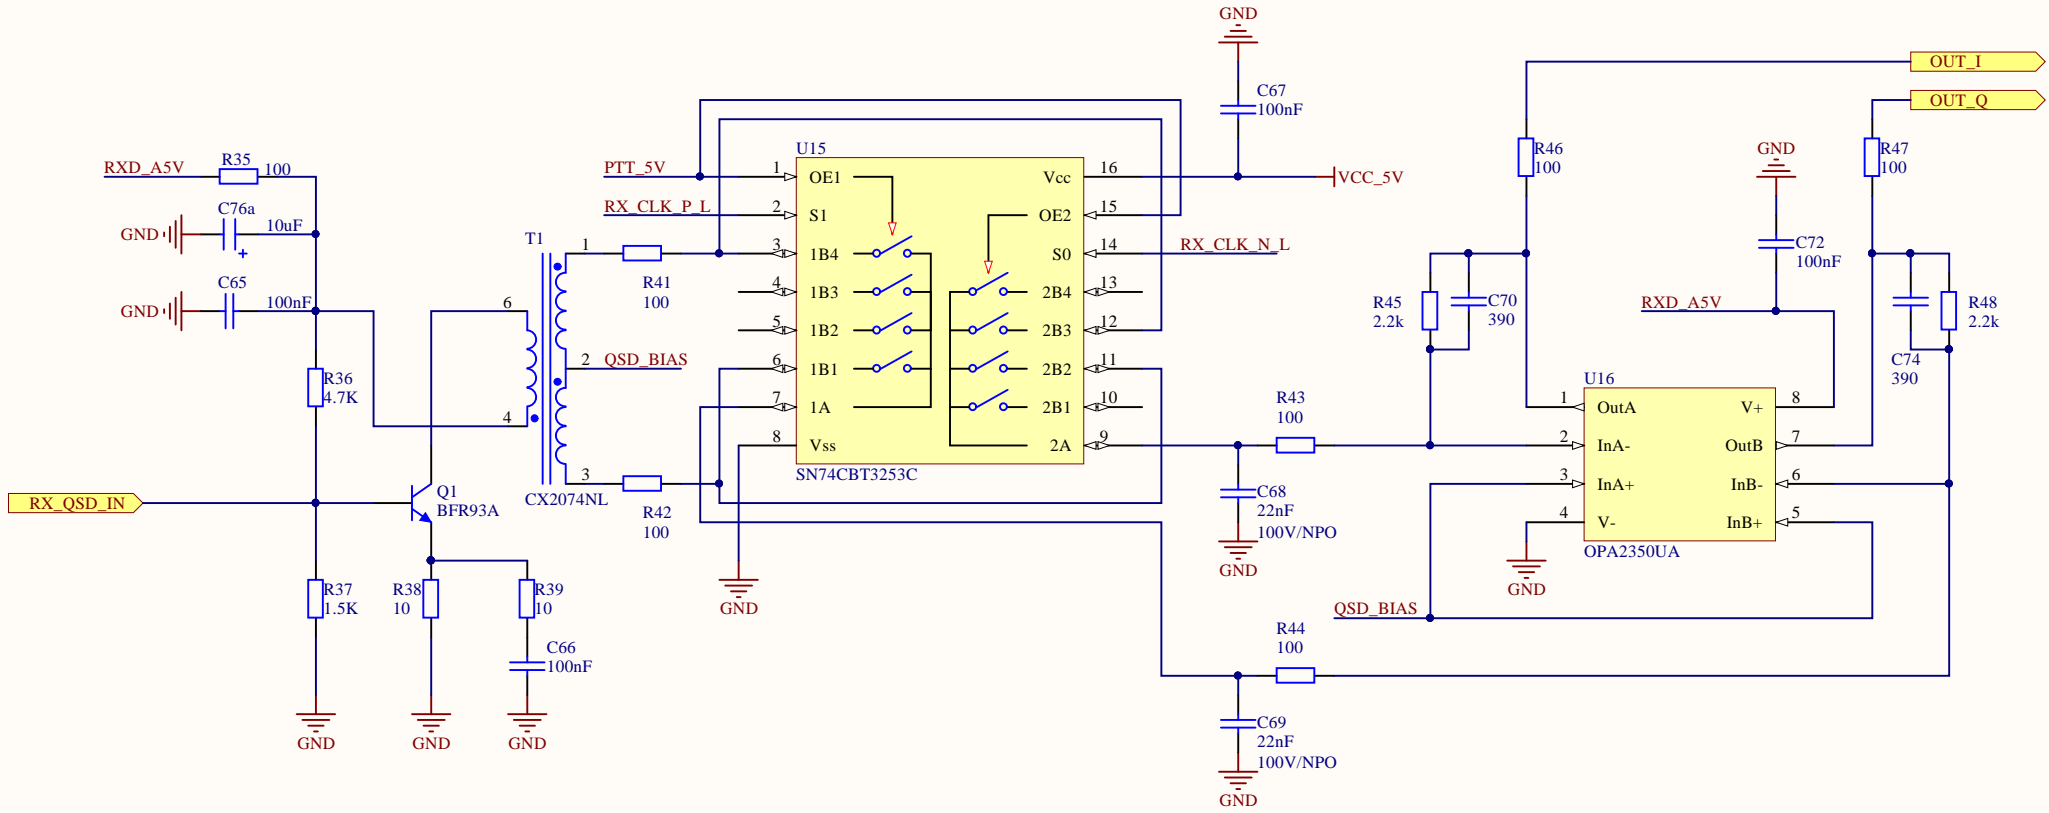 GND
C67
100nF
OUT_I
OUT_Q
RXD_A5V
R35
100
C76a
10uF
GND
+
C65
100nF
GND
R36
4.7K
RX_QSD_IN
R37
1.5K
GND
Q1
BFR93A
R38
10
GND
R39
10
C66
100nF
GND
T1
6
4
1
2
3
CX2074NL
QSD_BIAS
R41
100
R42
100
PTT_5V
RX_CLK_P_L
U15
1
OE1
2
S1
3
1B4
4
1B3
5
1B2
6
1B1
7
1A
8
Vss
Vcc
16
OE2
15
S0
14
2B4
13
2B3
12
2B2
11
2B1
10
2A
9
SN74CBT3253C
GND
VCC_5V
RX_CLK_N_L
R43
100
C68
22nF
100V/NPO
GND
R44
100
C69
22nF
100V/NPO
GND
R46
100
R45
2.2k
C70
390
GND
C72
100nF
RXD_A5V
R47
100
C74
390
R48
2.2k
U16
1
OutA
2
InA-
3
InA+
4
V-
V+
8
OutB
7
InB-
6
InB+
5
OPA2350UA
GND
QSD_BIAS